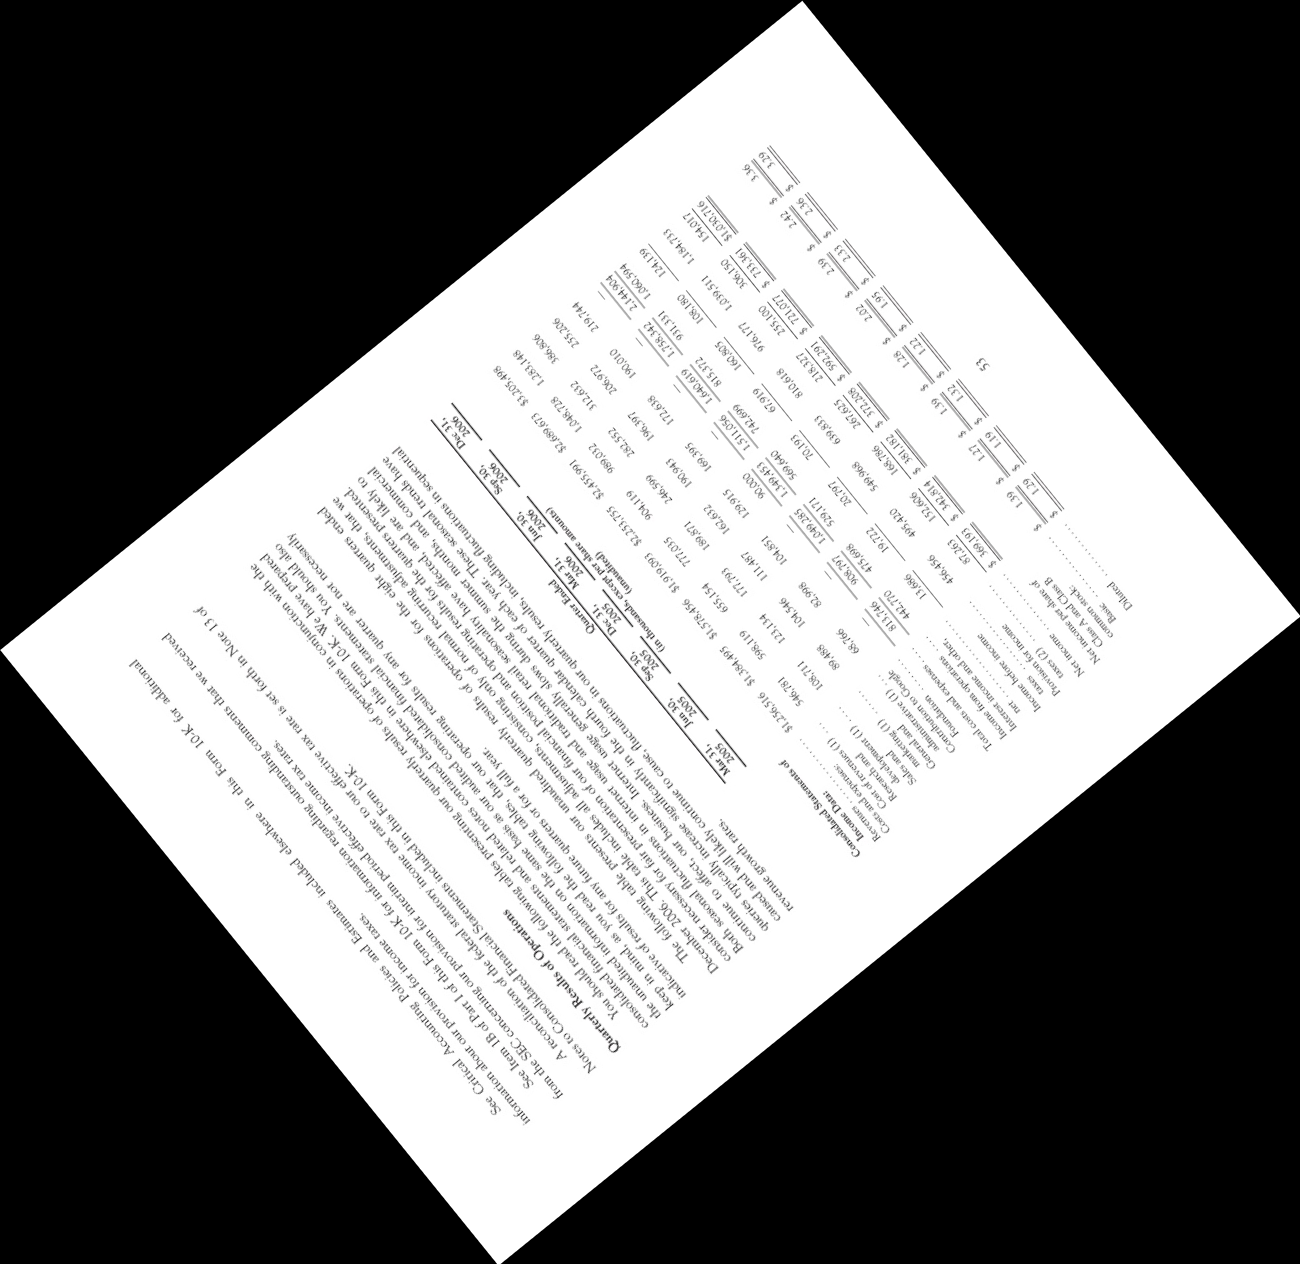 See Critical Accounting Policies and Estimates included elsewhere in this Form 10-K for additional
information about our provision for income taxes.
See Item 1B of Part I of this Form 10-K for information regarding outstanding comments that we received
from the SEC concerning our provision for interim period effective income tax rates.
A reconciliation of the federal statutory income tax rate to our effective tax rate is set forth in Note 13 of
Notes to Consolidated Financial Statements included in this Form 10-K.
Quarterly Results of Operations
You should read the following tables presenting our quarterly results of operations in conjunction with the
consolidated financial statements and related notes contained elsewhere in this Form 10-K. We have prepared
the unaudited information on the same basis as our audited consolidated financial statements. You should also
keep in mind, as you read the following tables, that our operating results for any quarter are not necessarily
indicative of results for any future quarters or for a full year.
The following table presents our unaudited quarterly results of operations for the eight quarters ended
December 2006. This table includes all adjustments, consisting only of normal recurring adjustments, that we
consider necessary for fair presentation of our financial position and operating results for the quarters presented.
Both seasonal fluctuations in Internet usage and traditional retail seasonality have affected, and are likely to
continue to affect, our business. Internet usage generally slows during the summer months, and commercial
queries typically increase significantly in the fourth calendar quarter of each year. These seasonal trends have
caused and will likely continue to cause, fluctuations in our quarterly results, including fluctuations in sequential
revenue growth rates.
Quarter Ended
Mar 31, Jun 30, Sep 30, Dec 31, Mar 31, Jun 30, Sep 30, Dec 31,
2005 2005 2005 2005 2006 2006 2006 2006
(in thousands, except per share amounts)
(unaudited)
Consolidated Statements of
Income Data:
Revenues . . . . . . . . . . . . . $1,256,516 $1,384,495 $1,578,456 $1,919,093 $2,253,755 $2,455,991 $2,689,673 $3,205,498
Costs and expenses:
Cost of revenues (1) . . . . 546,781 598,119 655,154 777,035 904,119 989,032 1,048,728 1,283,148
Research and
development (1) . . . . . 108,711 123,134 177,793 189,871 246,599 282,552 312,632 386,806
Sales and
marketing (1) . . . . . . . 89,488 104,546 111,487 162,632 190,943 196,397 206,972 255,206
General and
administrative (1) . . . . 68,766 82,998 104,851 129,915 169,395 172,638 190,010 219,744
Contribution to Google
Foundation . . . . . . . . . — — — 90,000 — — — —
Total costs and expenses . . . 813,746 908,797 1,049,285 1,349,453 1,511,056 1,640,619 1,758,342 2,144,904
Income from operations . . . 442,770 475,698 529,171 569,640 742,699 815,372 931,331 1,060,594
Interest income and other,
net . . . . . . . . . . . . . . . . 13,686 19,722 20,797 70,193 67,919 160,805 108,180 124,139
Income before income
taxes . . . . . . . . . . . . . . . 456,456 495,420 549,968 639,833 810,618 976,177 1,039,511 1,184,733
Provision for income
taxes (2) . . . . . . . . . . . . 87,263 152,606 168,786 267,625 218,327 255,100 306,150 154,017
Net income . . . . . . . . . . . . $ 369,193 $ 342,814 $ 381,182 $ 372,208 $ 592,291 $ 721,077 $ 733,361 $1,030,716
Net income per share of
Class A and Class B
common stock:
Basic . . . . . . . . . . . . . . . $ 1.39 $ 1.27 $ 1.39 $ 1.28 $ 2.02 $ 2.39 $ 2.42 $ 3.36
Diluted . . . . . . . . . . . . . $ 1.29 $ 1.19 $ 1.32 $ 1.22 $ 1.95 $ 2.33 $ 2.36 $ 3.29
53